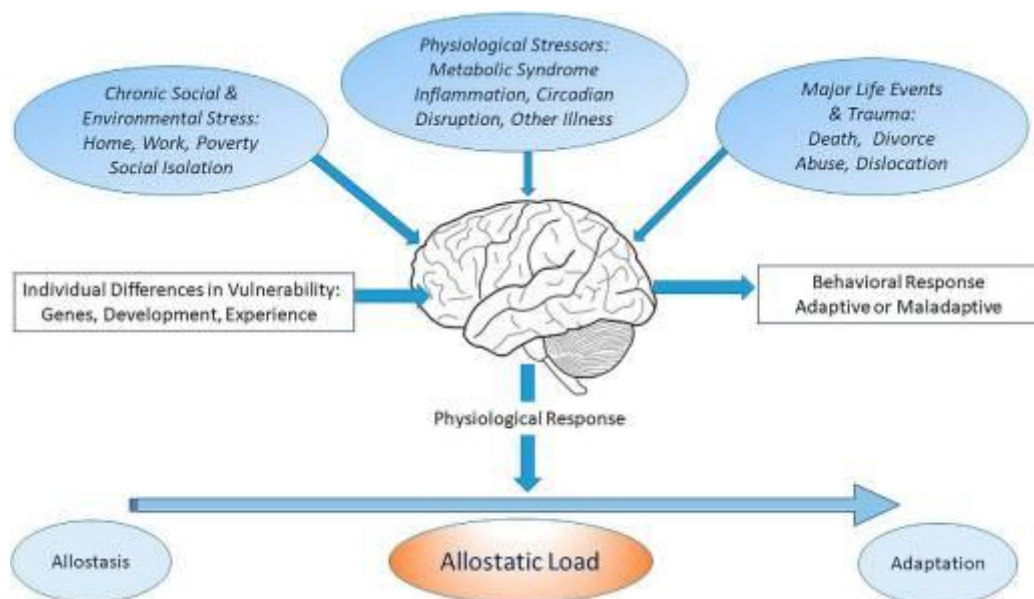 Chronic Social &
Environmental Stress:
Home, Work, Poverty
Social Isolation
Physiological Stressors:
Metabolic Syndrome
Inflammation, Circadian
Disruption, Other Illness
Major Life Events
& Trauma:
Death, Divorce
Abuse, Dislocation
Individual Differences in Vulnerability:
Genes, Development, Experience
Behavioral Response
Adaptive or Maladaptive
Physiological Response
Allostasis
Allostatic Load
Adaptation